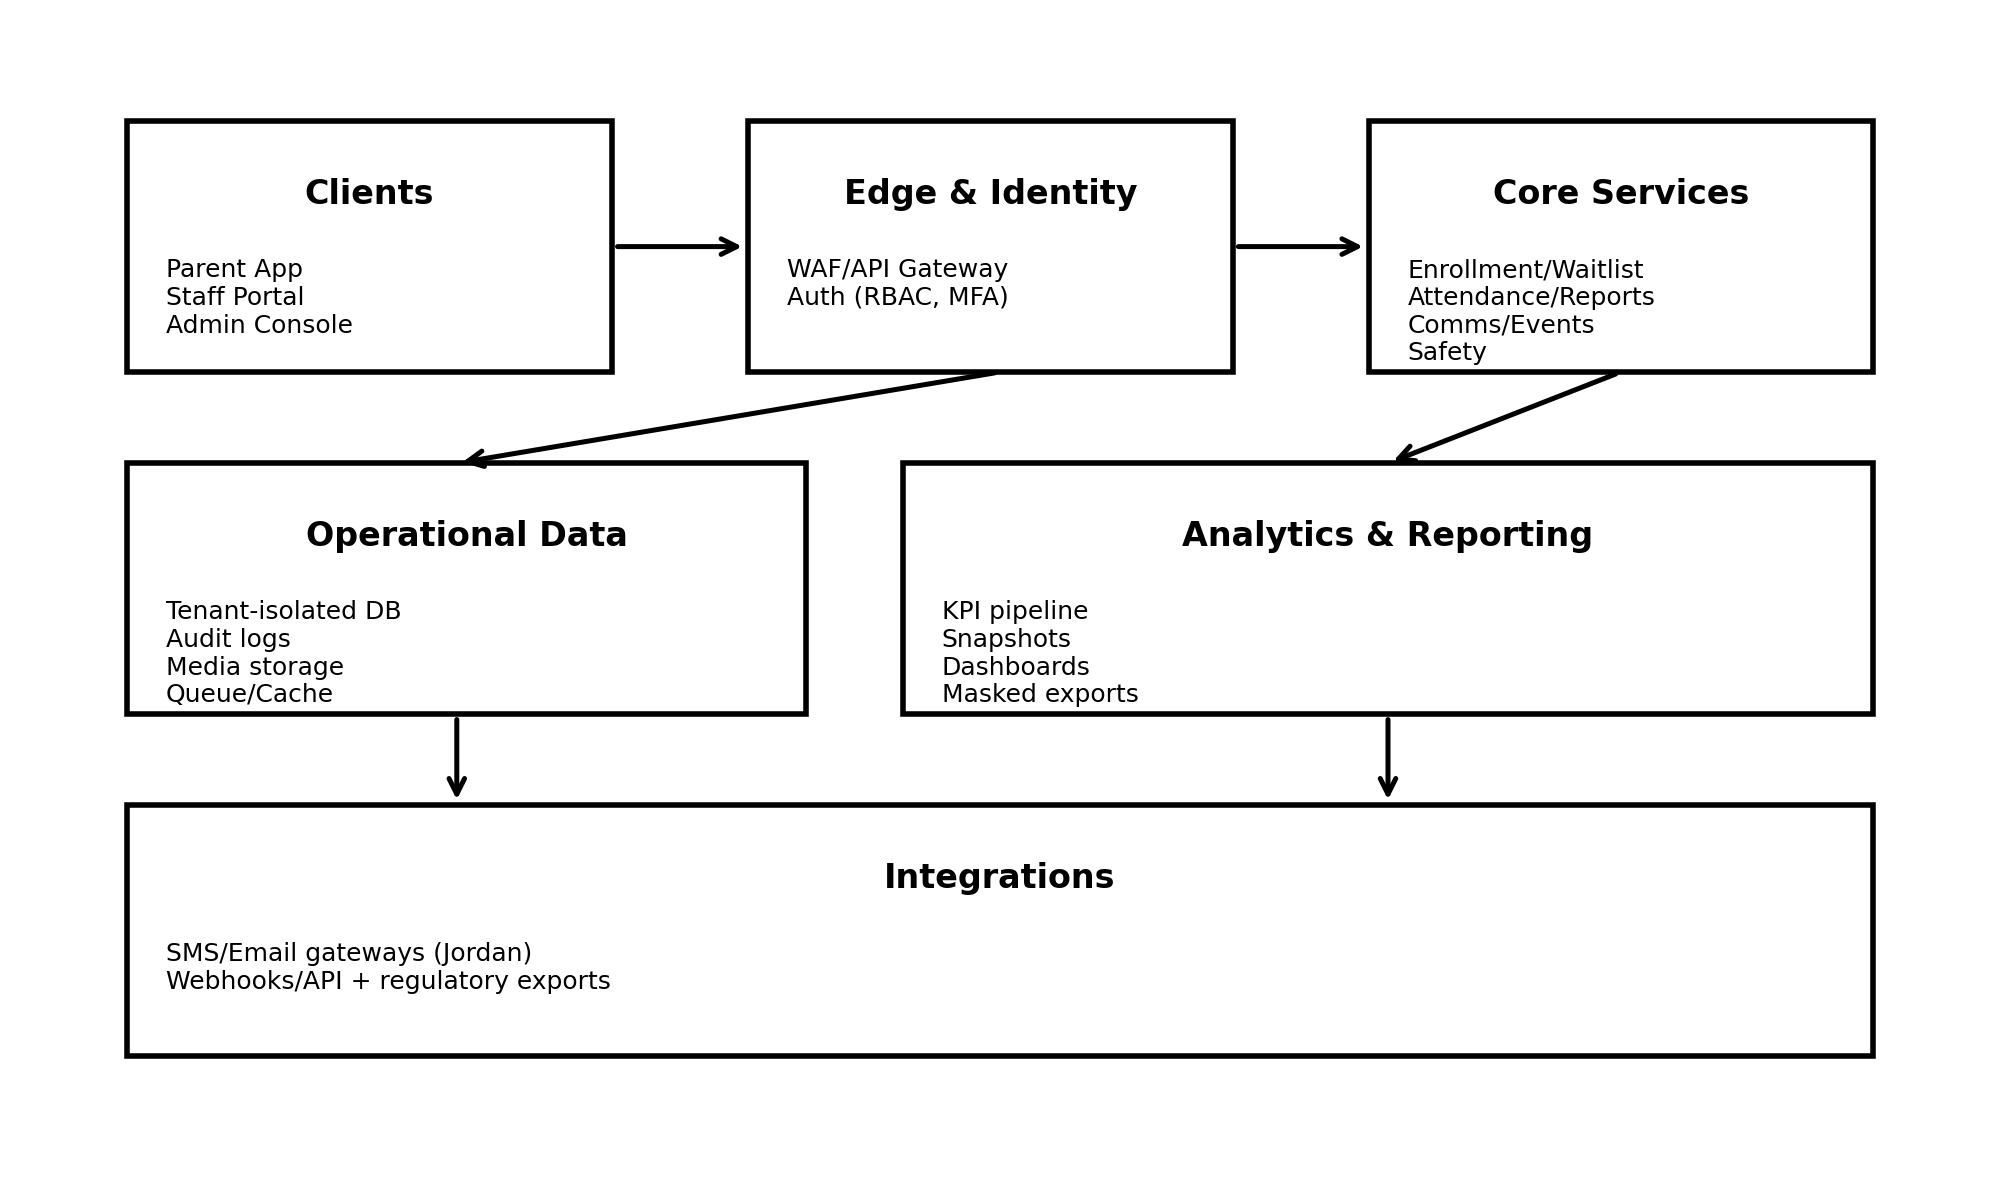 Clients
Parent App
Staff Portal
Admin Console
Edge & Identity
WAF/API Gateway
Auth (RBAC, MFA)
Core Services
Enrollment/Waitlist
Attendance/Reports
Comms/Events
Safety
Operational Data
Tenant-isolated DB
Audit logs
Media storage
Queue/Cache
Analytics & Reporting
KPI pipeline
Snapshots
Dashboards
Masked exports
Integrations
SMS/Email gateways (Jordan)
Webhooks/API + regulatory exports